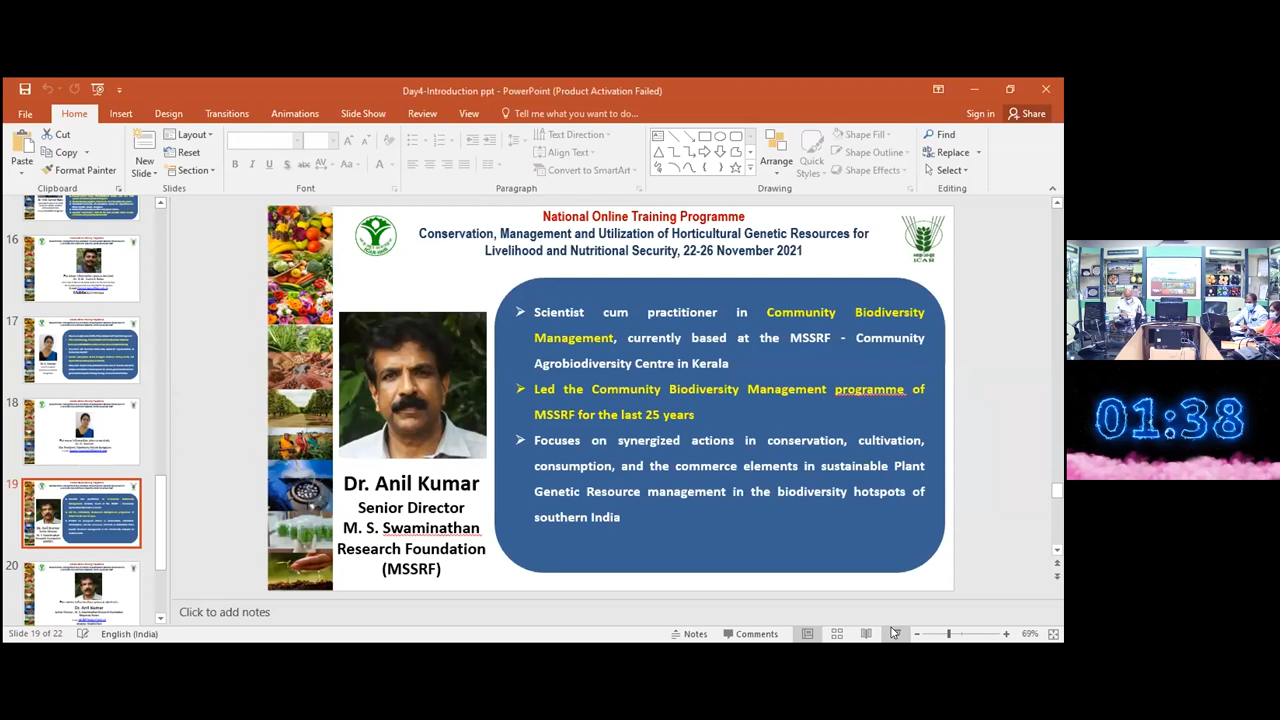 Day4-Introduction ppt - PowerPoint (Product Activation Failed)
File Home Insert Design Transitions Animations Slide Show Review View Tell me what you want to do... Sign in Share
Cut
Copy
Format Painter
Paste
Clipboard
New
Slide
Layout
Reset
Section
Slides
B I U S abc AV Aa A
Font
Text Direction
Align Text
Convert to SmartArt
Paragraph
Arrange
Quick
Styles
Shape Fill
Shape Outline
Shape Effects
Drawing
Find
Replace
Select
Editing
16
17
18
19
20
National Online Training Programme
Conservation, Management and Utilization of Horticultural Genetic Resources for
Livelihood and Nutritional Security, 22-26 November 2021
ICAR
Scientist cum practitioner in Community Biodiversity
Management, currently based at the MSSRF - Community
Agrobiodiversity Centre in Kerala
Led the Community Biodiversity Management programme of
MSSRF for the last 25 years
Focuses on synergized actions in conservation, cultivation,
consumption, and the commerce elements in sustainable Plant
Genetic Resource management in the biodiversity hotspots of
southern India
Dr. Anil Kumar
Senior Director
M. S. Swaminathan
Research Foundation
(MSSRF)
Click to add notes
Slide 19 of 22 English (India) Notes Comments 69%
01:38